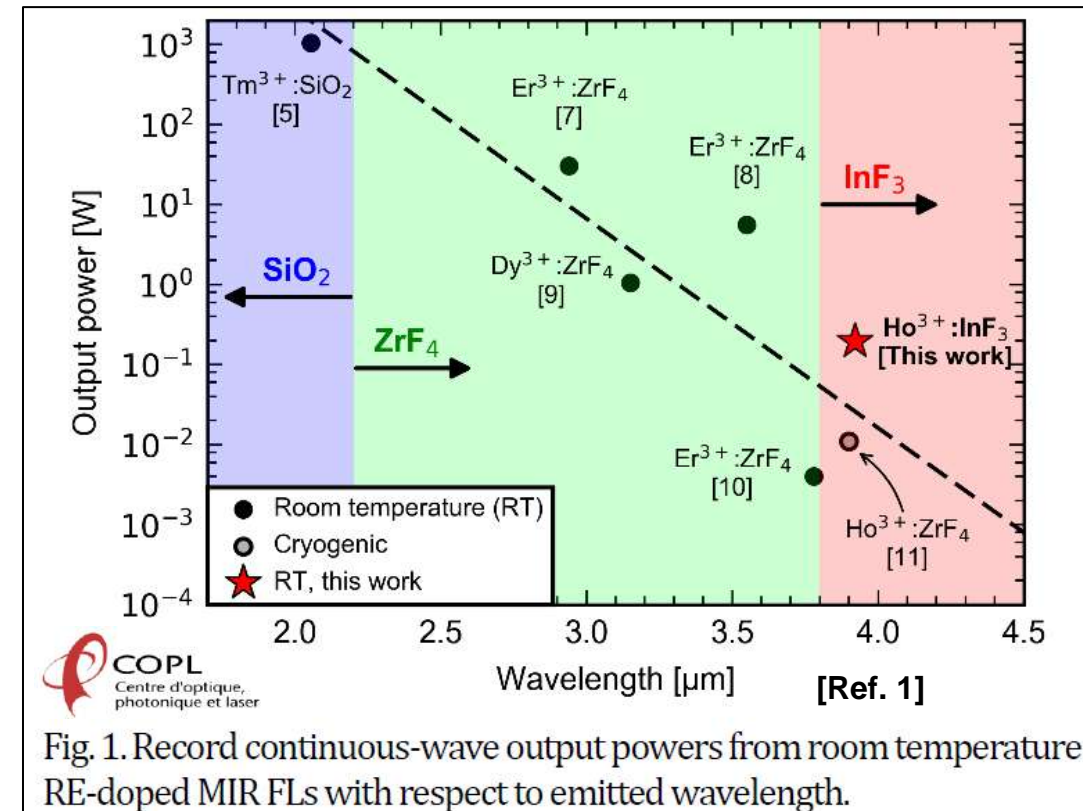 10³
10²
10¹
10⁰
10⁻¹
10⁻²
10⁻³
10⁻⁴
Output power [W]
Tm³⁺:SiO₂
[5]
Er³⁺:ZrF₄
[7]
Er³⁺:ZrF₄
[8]
InF₃
SiO₂
Dy³⁺:ZrF₄
[9]
ZrF₄
Ho³⁺:InF₃
[This work]
Er³⁺:ZrF₄
[10]
Ho³⁺:ZrF₄
[11]
Room temperature (RT)
Cryogenic
RT, this work
2.0 2.5 3.0 3.5 4.0 4.5
Wavelength [µm]
[Ref. 1]
COPL
Centre d'optique,
photonique et laser
Fig. 1. Record continuous-wave output powers from room temperature
RE-doped MIR FLs with respect to emitted wavelength.